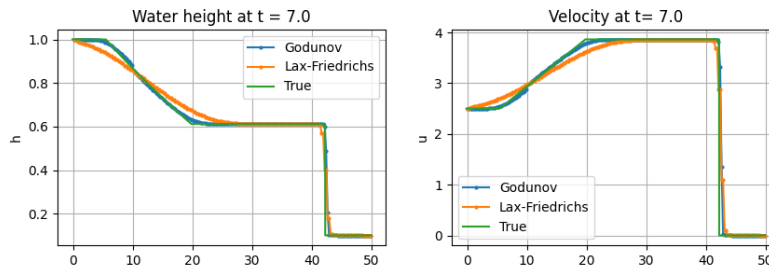 Water height at t = 7.0
1.0
0.8
0.6
0.4
0.2
h
0 10 20 30 40 50
Godunov
Lax-Friedrichs
True
Velocity at t= 7.0
4
3
2
1
0
u
0 10 20 30 40 50
Godunov
Lax-Friedrichs
True